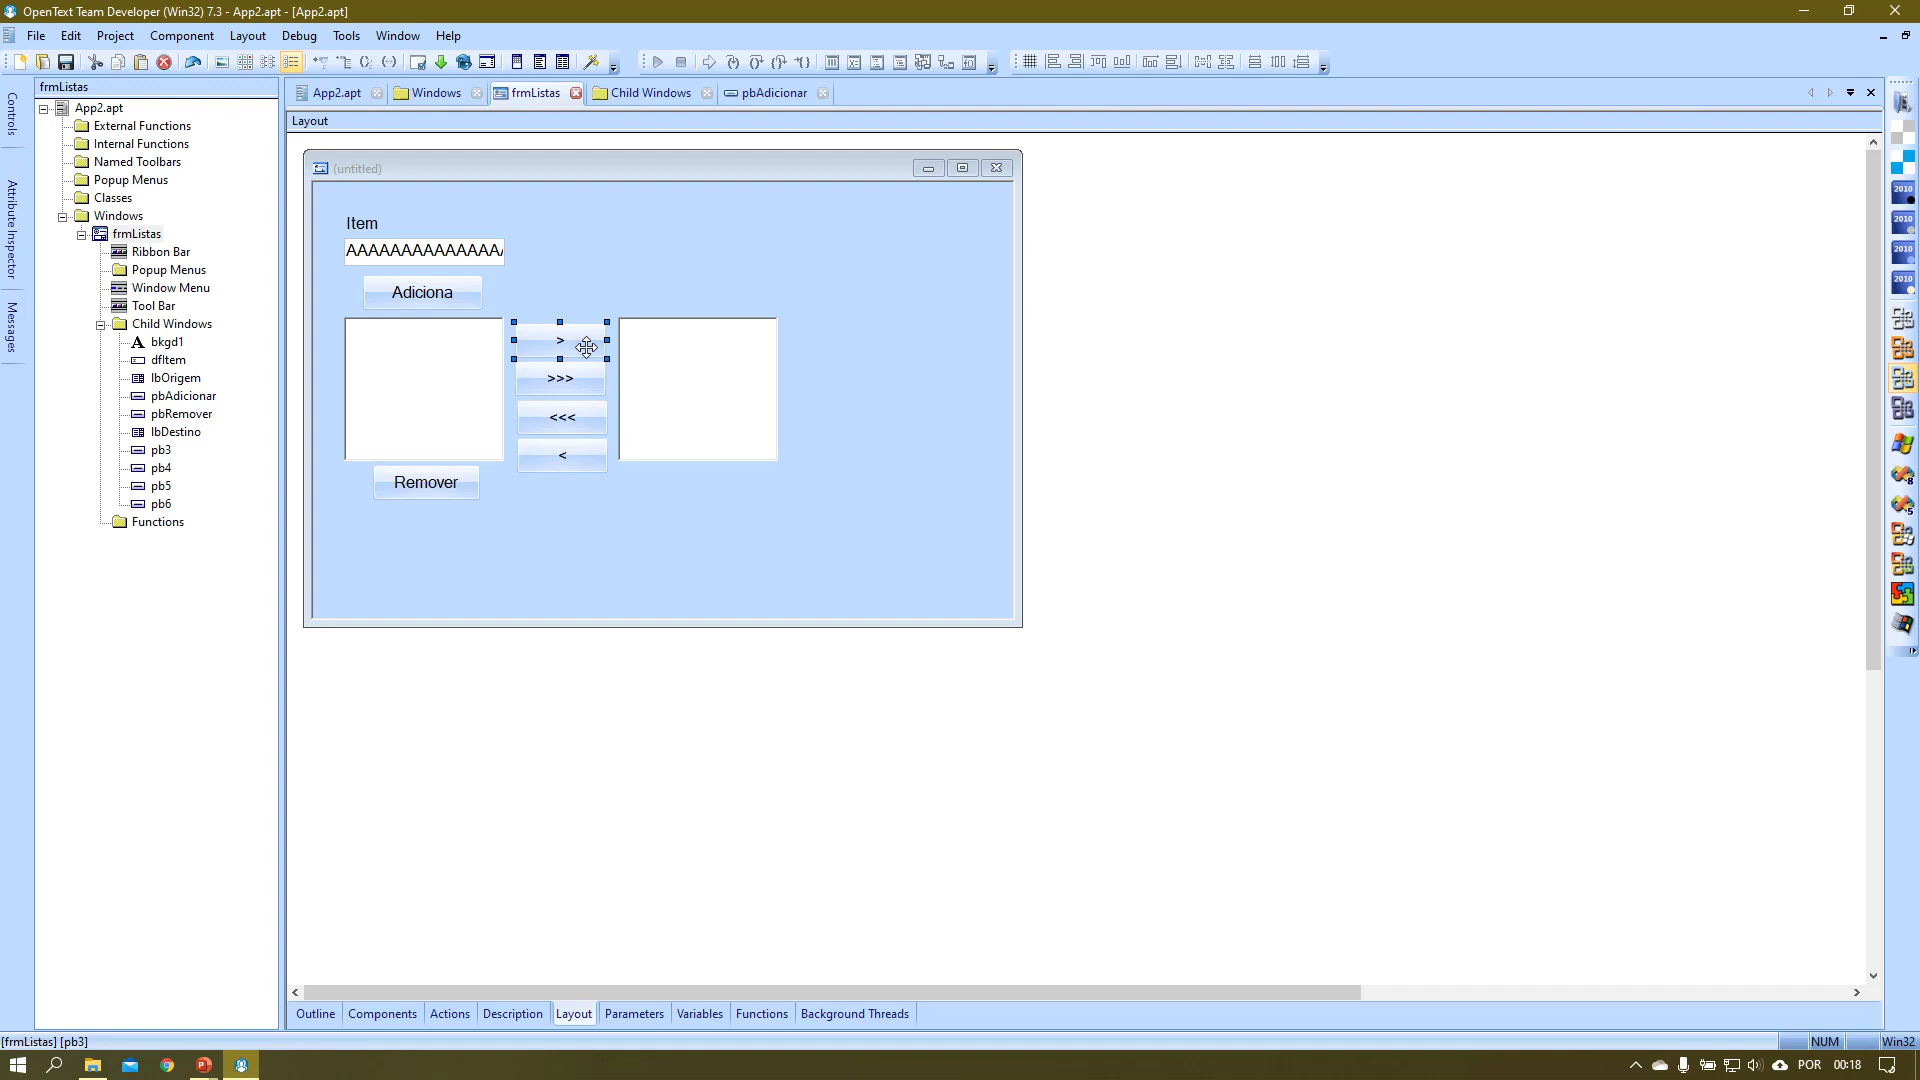 OpenText Team Developer (Win32) 7.3 - App2.apt - [App2.apt]
File Edit Project Component Layout Debug Tools Window Help
frmListas
App2.apt Windows frmListas Child Windows pbAdicionar
Controls
Attribute Inspector
Messages
App2.apt
External Functions
Internal Functions
Named Toolbars
Popup Menus
Classes
Windows
frmListas
Ribbon Bar
Popup Menus
Window Menu
Tool Bar
Child Windows
bkgd1
dfItem
lbOrigem
pbAdicionar
pbRemover
lbDestino
pb3
pb4
pb5
pb6
Functions
Layout
(untitled)
Item
AAAAAAAAAAAAAA
Adiciona
>
>>>
<<<
<
Remover
2010
2010
2010
2010
Outline Components Actions Description Layout Parameters Variables Functions Background Threads
[frmListas] [pb3]
NUM Win32
POR 00:18